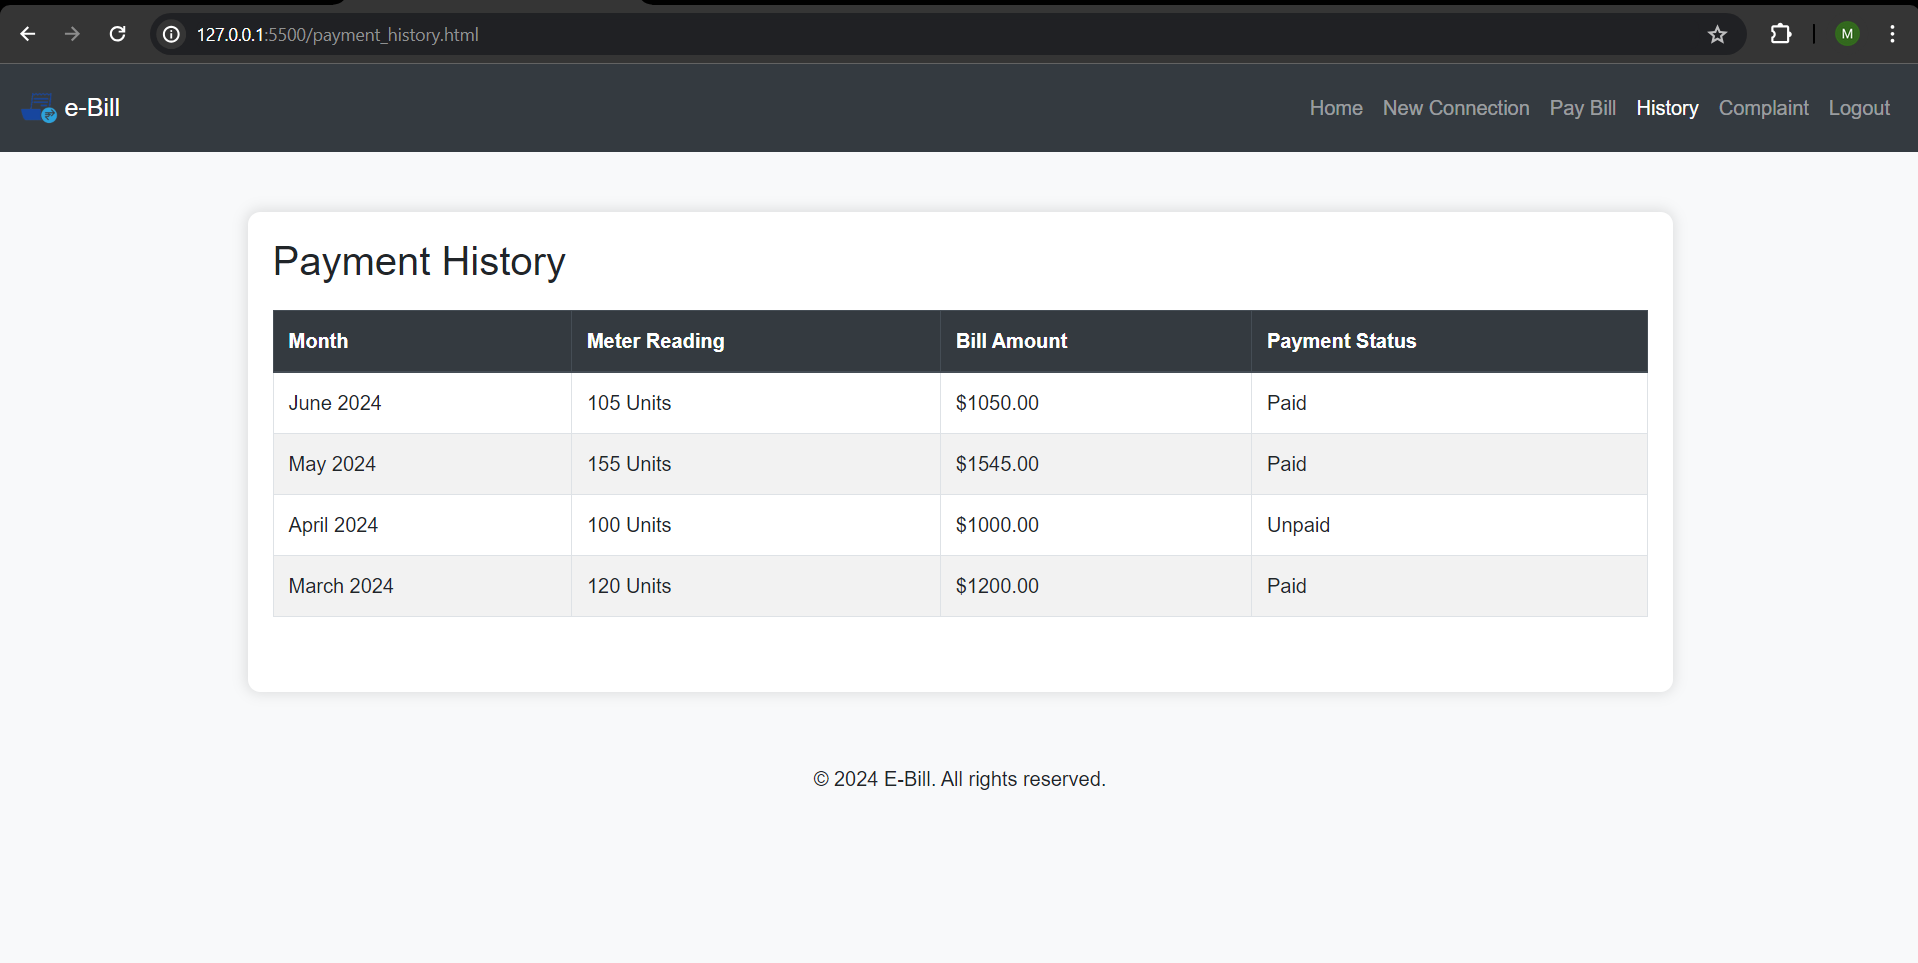 127.0.0.1:5500/payment_history.html
M
e-Bill
Home New Connection Pay Bill History Complaint Logout
Payment History
Month Meter Reading Bill Amount Payment Status
June 2024 105 Units $1050.00 Paid
May 2024 155 Units $1545.00 Paid
April 2024 100 Units $1000.00 Unpaid
March 2024 120 Units $1200.00 Paid
© 2024 E-Bill. All rights reserved.